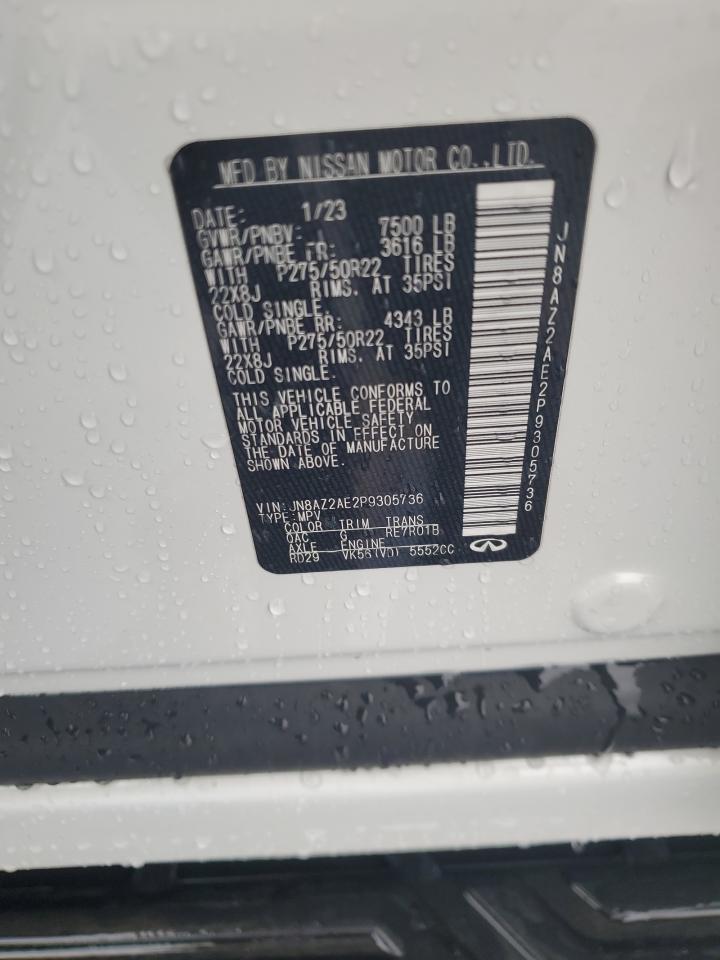 MFD BY NISSAN MOTOR CO.,LTD.
DATE: 1/23
GVWR/PNBV: 7500 LB
GAWR/PNBE FR: 3616 LB
WITH P275/50R22 TIRES
22X8J RIMS. AT 35PSI
COLD SINGLE.
GAWR/PNBE RR: 4343 LB
WITH P275/50R22 TIRES
22X8J RIMS. AT 35PSI
COLD SINGLE.
THIS VEHICLE CONFORMS TO
ALL APPLICABLE FEDERAL
MOTOR VEHICLE SAFETY
STANDARDS IN EFFECT ON
THE DATE OF MANUFACTURE
SHOWN ABOVE.
VIN: JN8AZ2AE2P9305736
TYPE: MPV
COLOR TRIM TRANS
QAC G RE7R01B
AXLE ENGINE
RD29 VK56(VD) 5552CC
JN8AZ2AE2P9305736